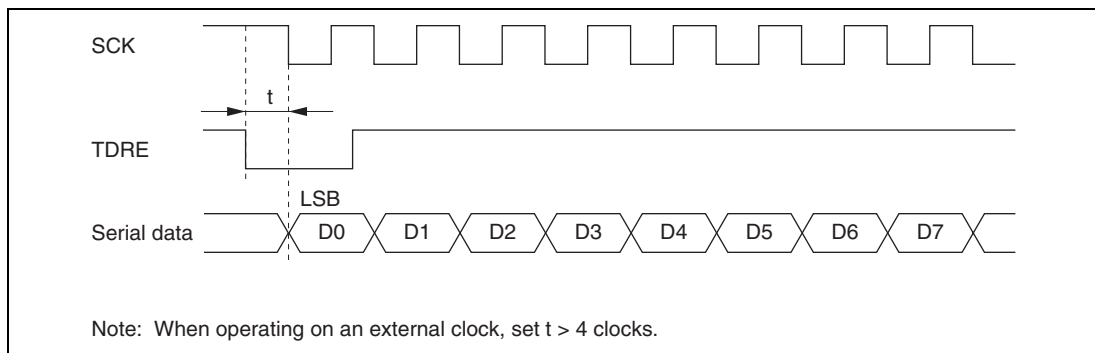 SCK
t
TDRE
LSB
Serial data D0 D1 D2 D3 D4 D5 D6 D7
Note: When operating on an external clock, set t > 4 clocks.